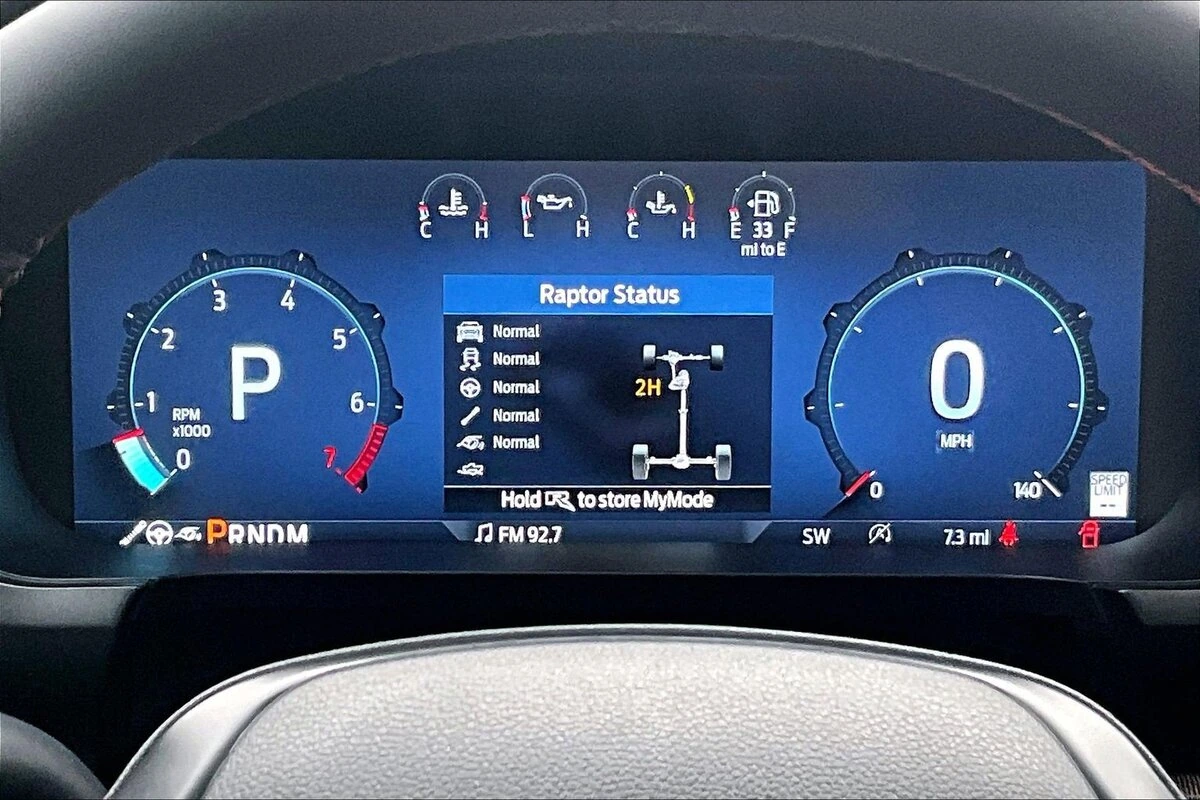 C H
L H
C H
E 33 F
mi to E
Raptor Status
Normal
Normal
Normal
Normal
Normal
2H
Hold R to store MyMode
0
1
2
3
4
5
6
7
RPM
x1000
P
0
MPH
0
140
SPEED
LIMIT
--
PRNDM
FM 92.7
SW
7.3 mi